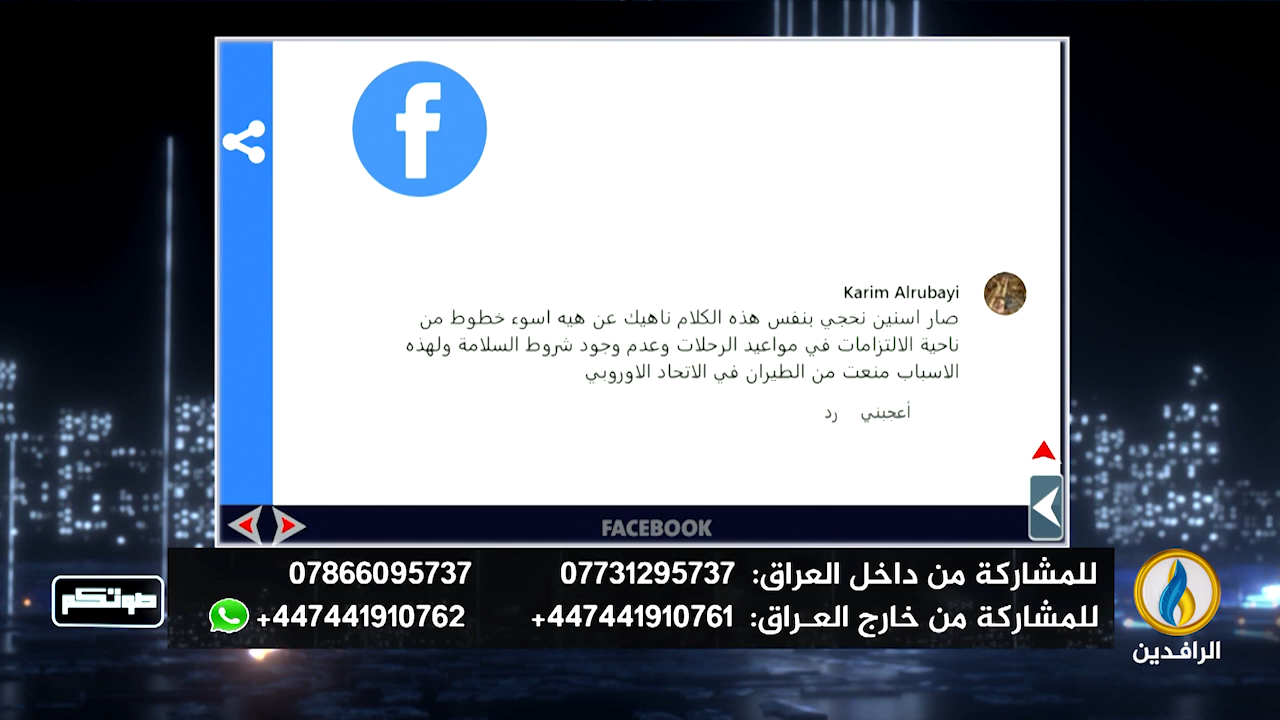 f
Karim Alrubayi
صار اسنين نحجي بنفس هذه الكلام ناهيك عن هيه اسوء خطوط من
ناحية الالتزامات في مواعيد الرحلات وعدم وجود شروط السلامة ولهذه
الاسباب منعت من الطيران في الاتحاد الاوروبي
أعجبني رد
FACEBOOK
للمشاركة من داخل العراق: 07731295737 07866095737
للمشاركة من خارج العـراق: 447441910761+ 447441910762+
صوتكم
الرافدين